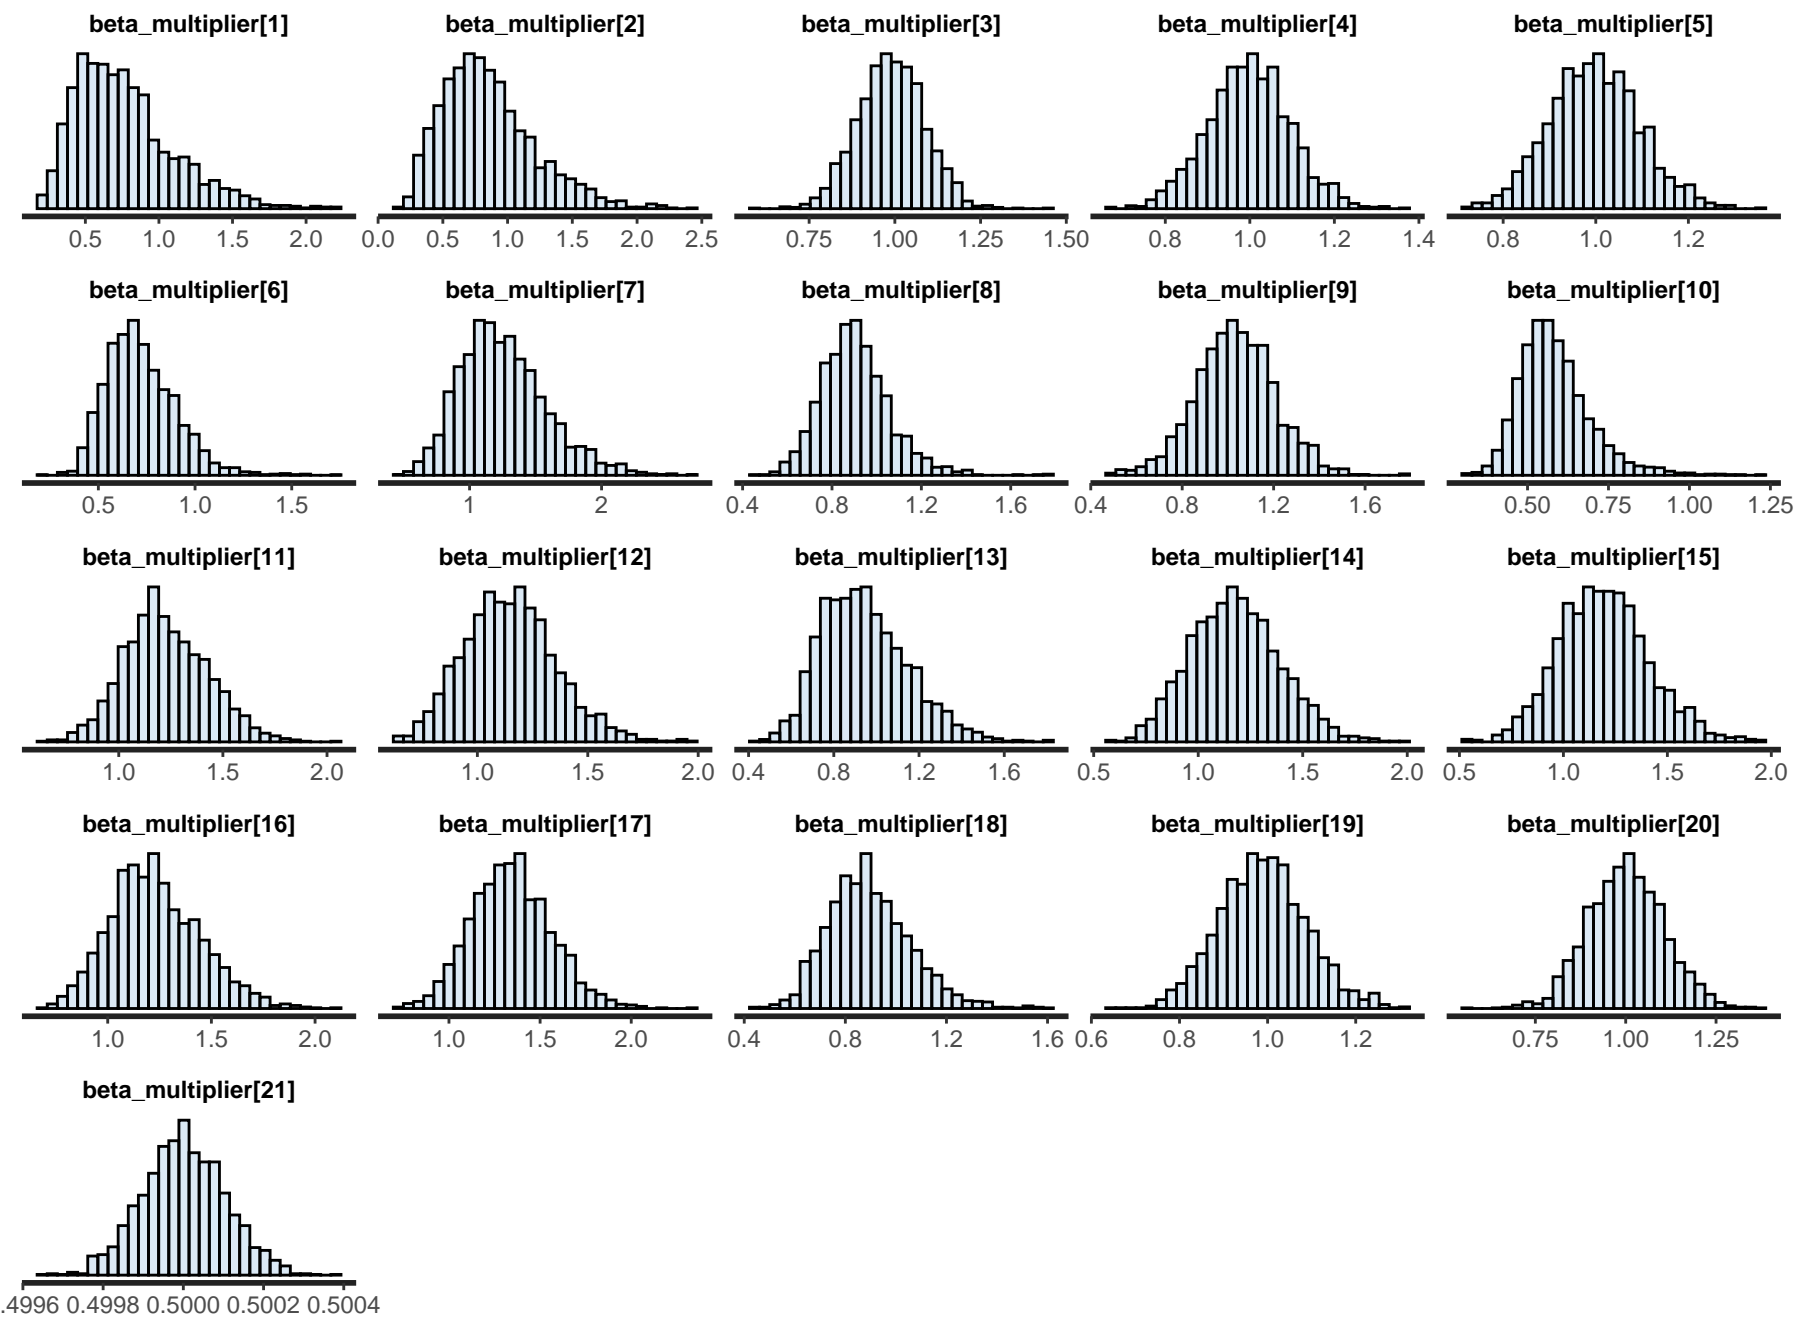 beta_multiplier[1] beta_multiplier[2] beta_multiplier[3] beta_multiplier[4] beta_multiplier[5]
0.5 1.0 1.5 2.0 0.0 0.5 1.0 1.5 2.0 2.5 0.75 1.00 1.25 1.50 0.8 1.0 1.2 1.4 0.8 1.0 1.2
beta_multiplier[6] beta_multiplier[7] beta_multiplier[8] beta_multiplier[9] beta_multiplier[10]
0.5 1.0 1.5 1 2 0.4 0.8 1.2 1.6 0.4 0.8 1.2 1.6 0.50 0.75 1.00 1.25
beta_multiplier[11] beta_multiplier[12] beta_multiplier[13] beta_multiplier[14] beta_multiplier[15]
1.0 1.5 2.0 1.0 1.5 2.0 0.4 0.8 1.2 1.6 0.5 1.0 1.5 2.0 0.5 1.0 1.5 2.0
beta_multiplier[16] beta_multiplier[17] beta_multiplier[18] beta_multiplier[19] beta_multiplier[20]
1.0 1.5 2.0 1.0 1.5 2.0 0.4 0.8 1.2 1.6 0.6 0.8 1.0 1.2 0.75 1.00 1.25
beta_multiplier[21]
.4996 0.4998 0.5000 0.5002 0.5004